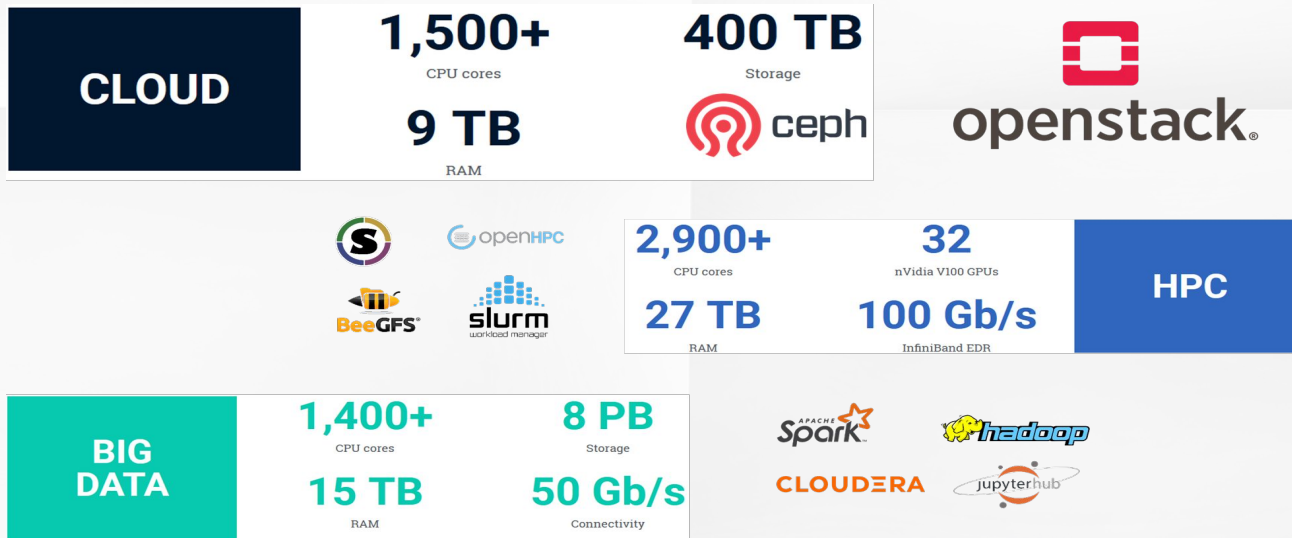 CLOUD
1,500+
CPU cores
400 TB
Storage
9 TB
RAM
ceph
openstack®
S
openHPC
BeeGFS®
slurm
workload manager
2,900+
CPU cores
32
nVidia V100 GPUs
27 TB
RAM
100 Gb/s
InfiniBand EDR
HPC
BIG
DATA
1,400+
CPU cores
8 PB
Storage
15 TB
RAM
50 Gb/s
Connectivity
APACHE
Spark™
hadoop
CLOUDERA
jupyterhub